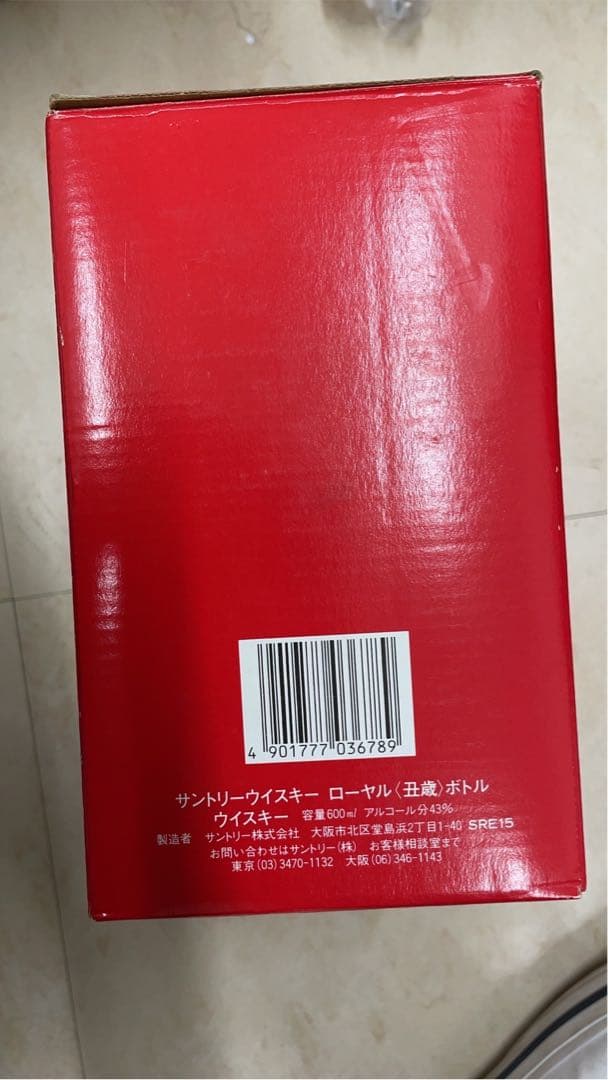 4 901777 036789
サントリーウイスキー ローヤル〈丑歳〉ボトル
ウイスキー 容量600㎖ アルコール分43%
製造者 サントリー株式会社 大阪市北区堂島浜2丁目1-40 SRE15
お問い合わせはサントリー(株) お客様相談室まで
東京(03)3470-1132 大阪(06)346-1143